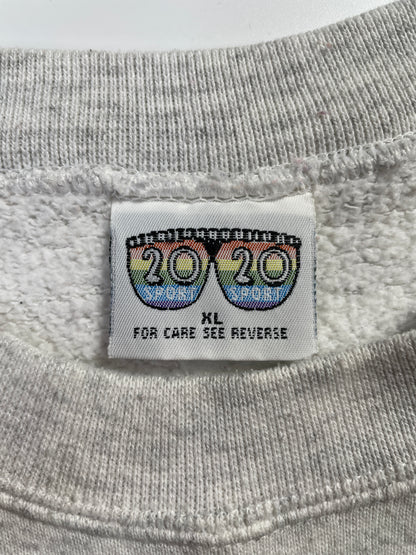 20 20
SPORT SPORT
XL
FOR CARE SEE REVERSE